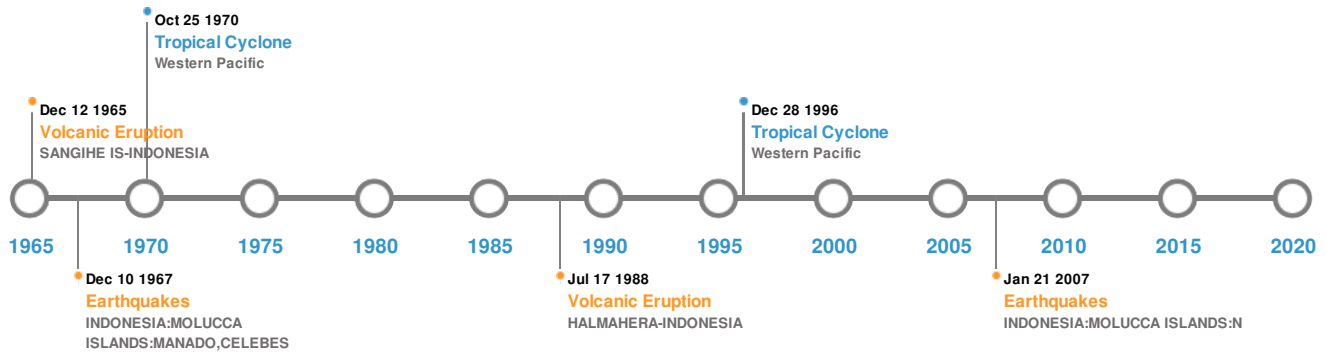 Oct 25 1970
Tropical Cyclone
Western Pacific
Dec 12 1965
Volcanic Eruption
SANGIHE IS-INDONESIA
Dec 28 1996
Tropical Cyclone
Western Pacific
1965 1970 1975 1980 1985 1990 1995 2000 2005 2010 2015 2020
Dec 10 1967
Earthquakes
INDONESIA:MOLUCCA
ISLANDS:MANADO,CELEBES
Jul 17 1988
Volcanic Eruption
HALMAHERA-INDONESIA
Jan 21 2007
Earthquakes
INDONESIA:MOLUCCA ISLANDS:N